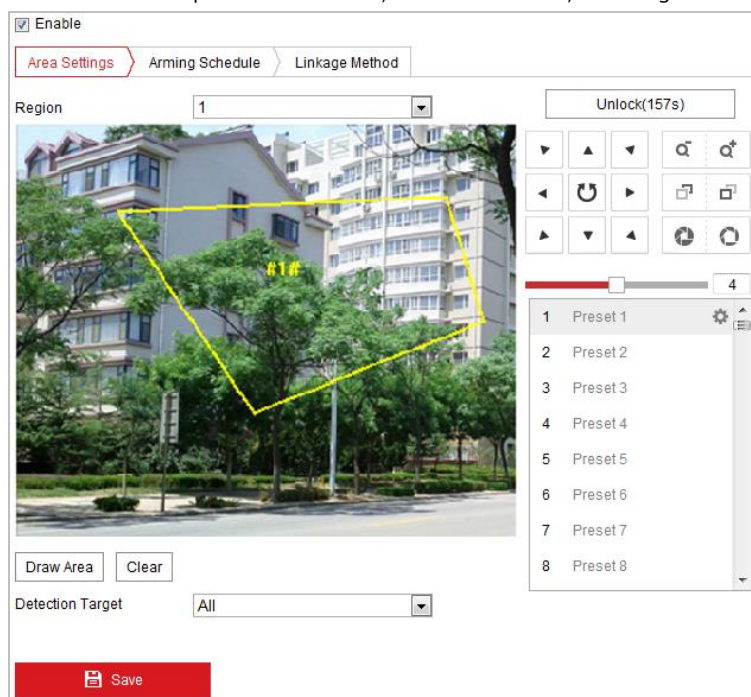 Enable
Area Settings Arming Schedule Linkage Method
Region 1
Unlock(157s)
#1#
4
1 Preset 1
2 Preset 2
3 Preset 3
4 Preset 4
5 Preset 5
6 Preset 6
7 Preset 7
8 Preset 8
Draw Area Clear
Detection Target All
Save